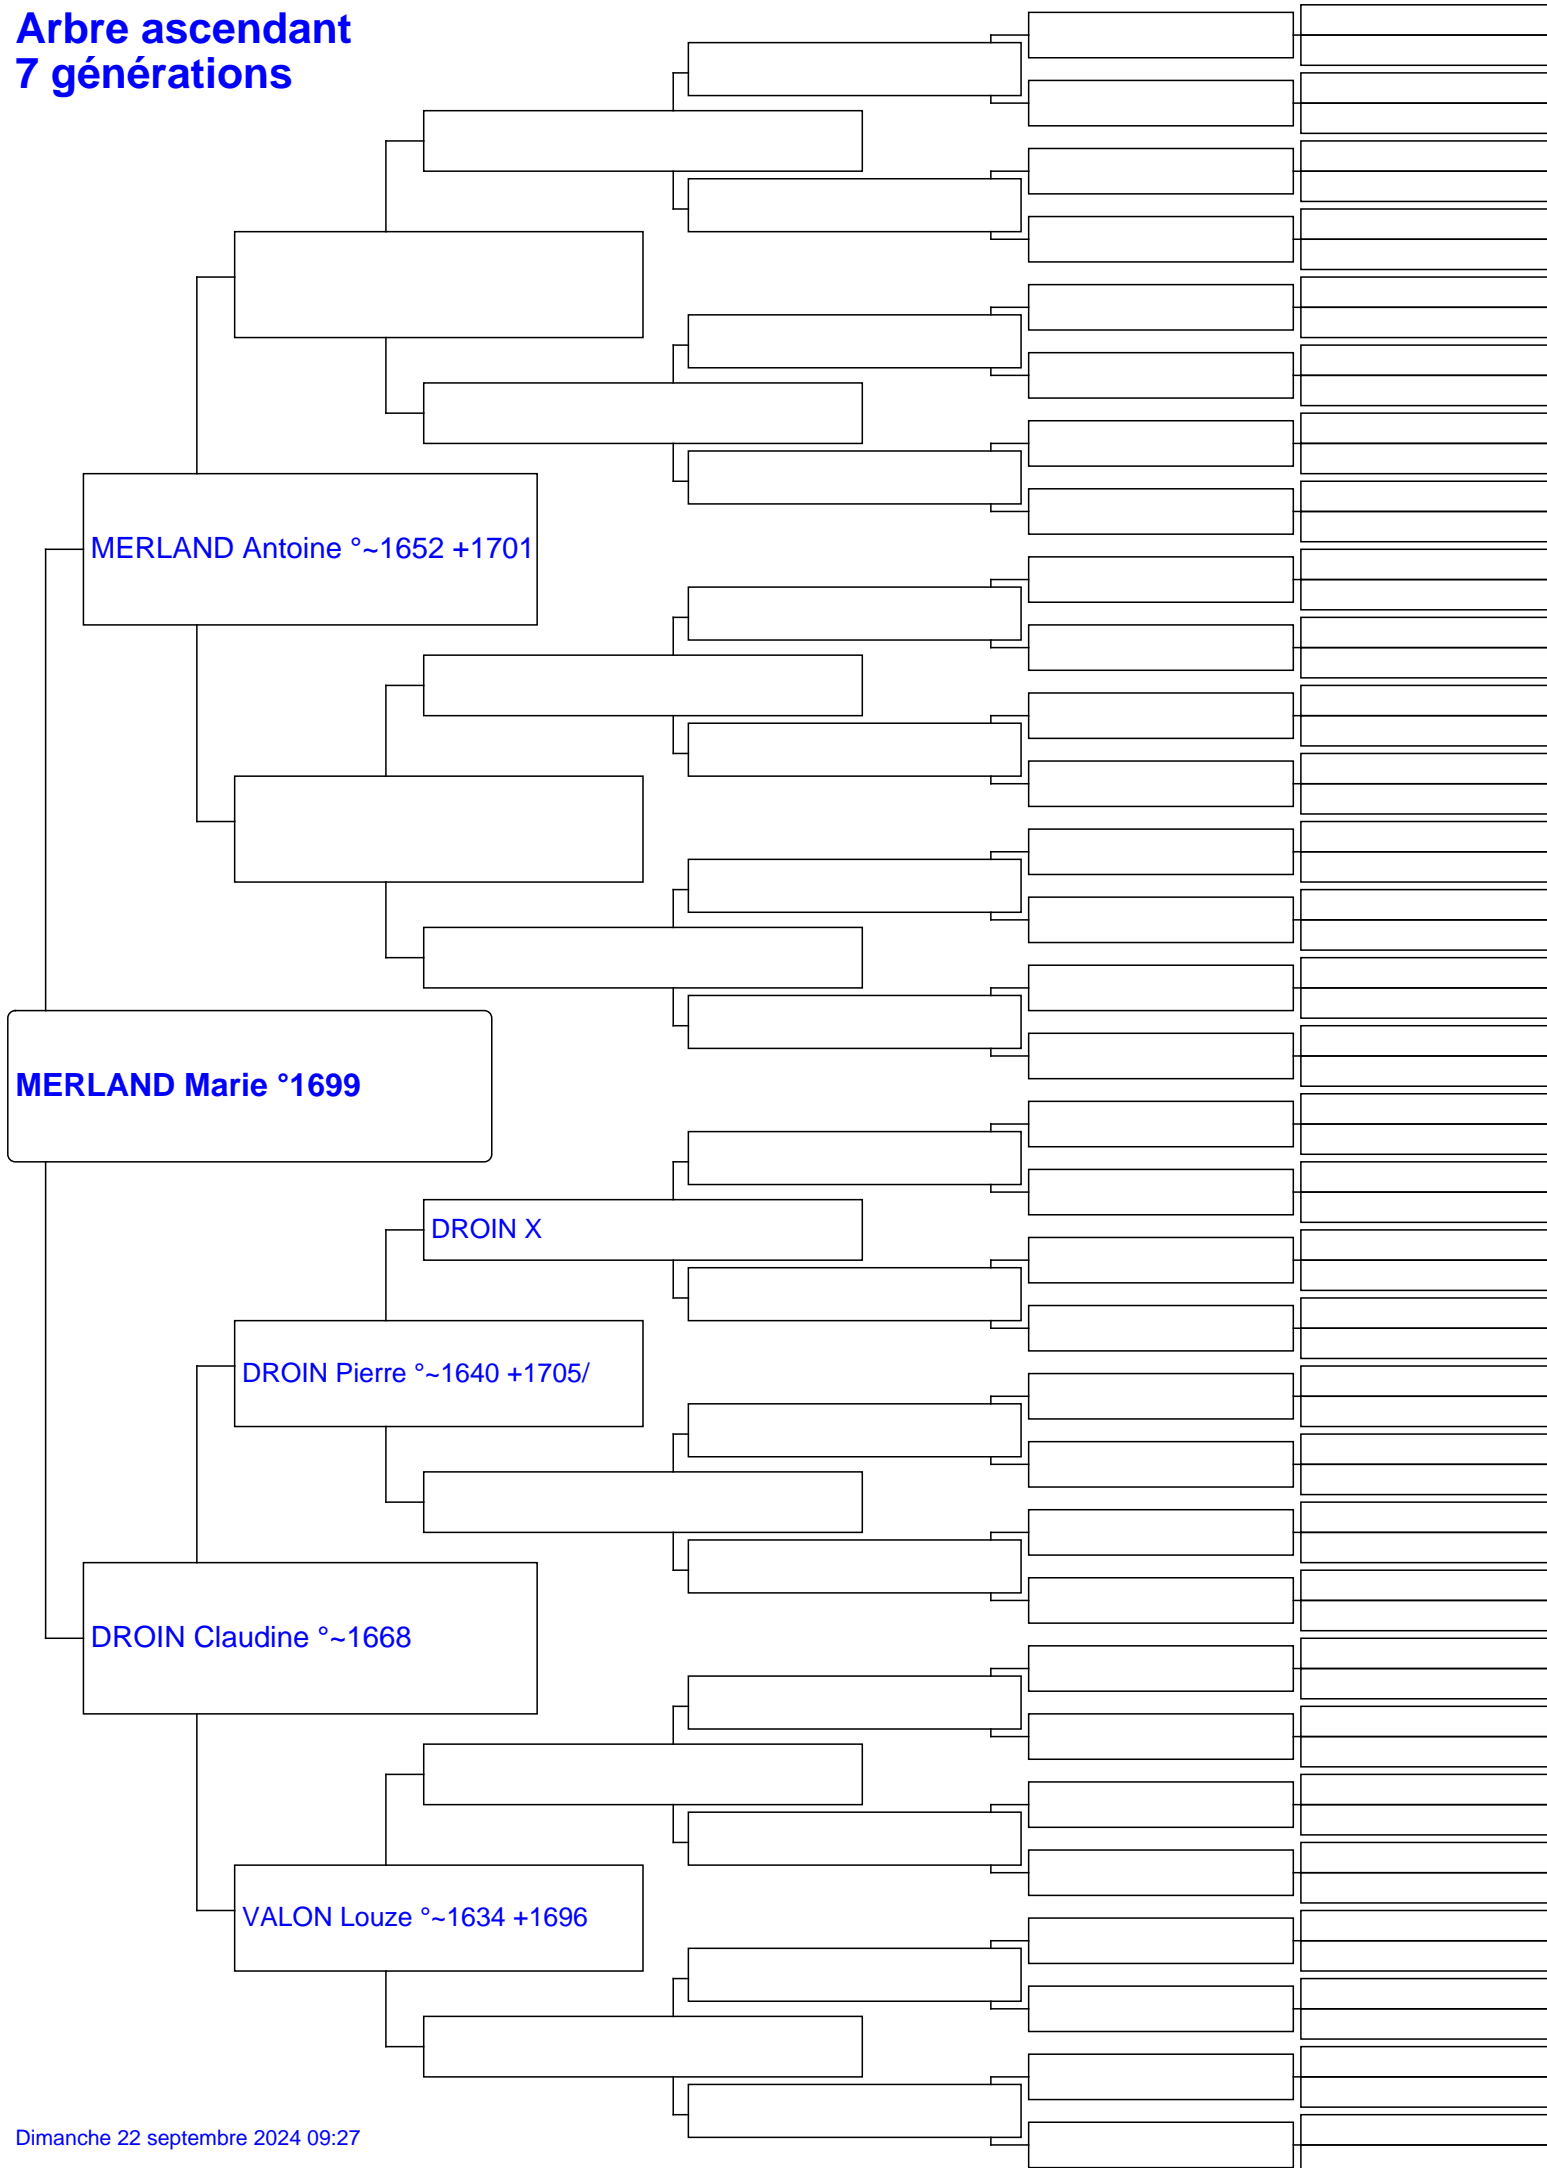 Arbre ascendant
7 générations
MERLAND Antoine °~1652 +1701
MERLAND Marie °1699
DROIN X
DROIN Pierre °~1640 +1705/
DROIN Claudine °~1668
VALON Louze °~1634 +1696
Dimanche 22 septembre 2024 09:27